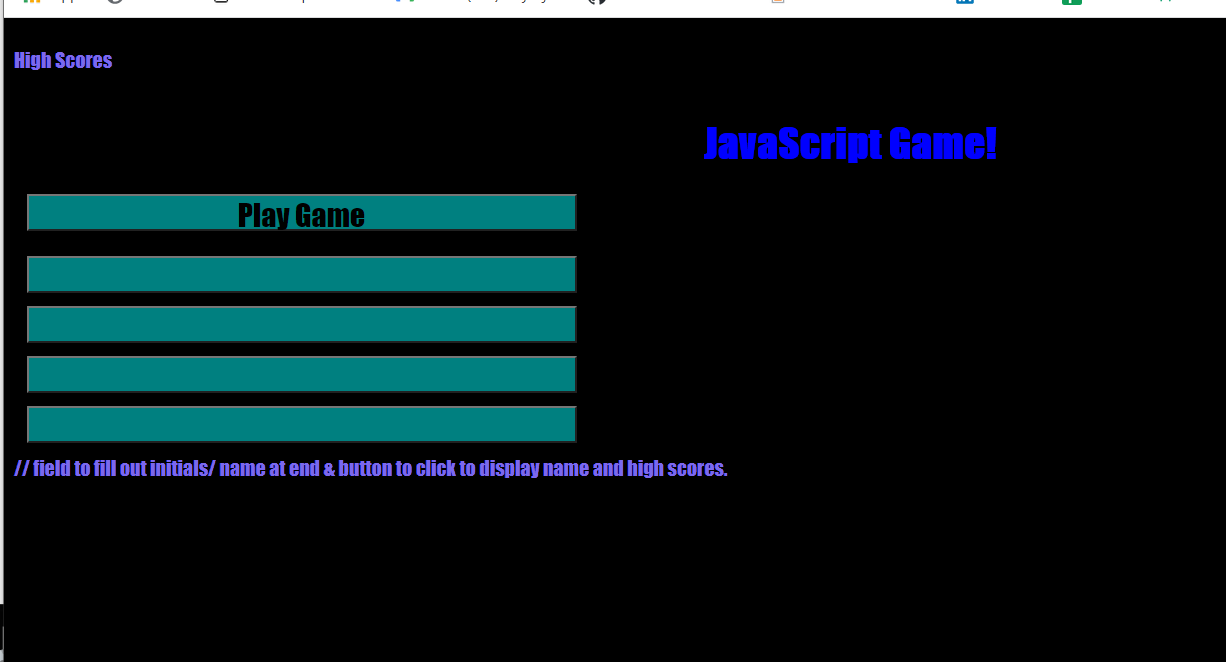 High Scores
JavaScript Game!
Play Game
// field to fill out initials/ name at end & button to click to display name and high scores.